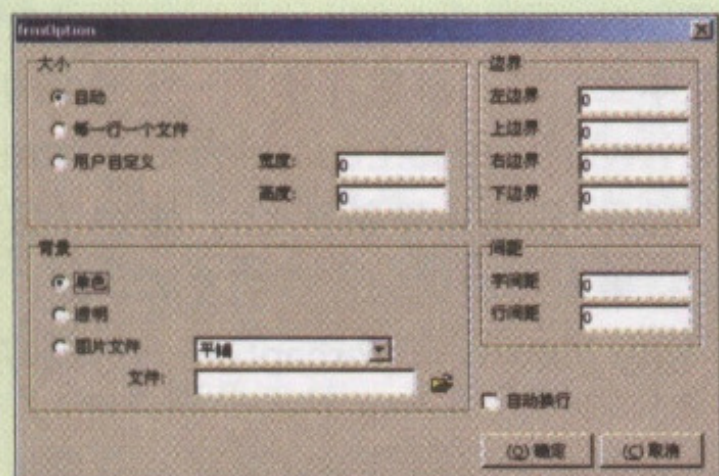 frmOption
大小
自动
每一行一个文件
用户自定义 宽度: 0
高度: 0
边界
左边界 0
上边界 0
右边界 0
下边界 0
背景
单色
透明
图片文件 平铺
文件:
间距
字间距 0
行间距 0
自动换行
(O) 确定 (C) 取消